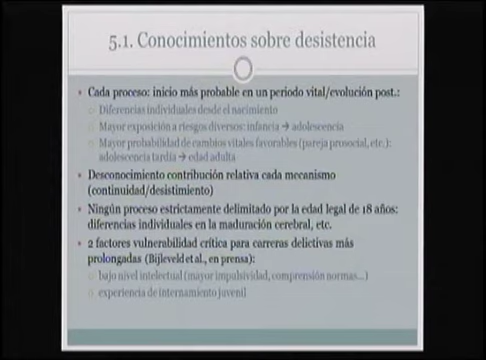 5.1. Conocimientos sobre desistencia
Cada proceso: inicio más probable en un periodo vital/evolución post.:
Diferencias individuales desde el nacimiento
Mayor exposición a riesgos diversos: infancia → adolescencia
Mayor probabilidad de cambios vitales favorables (pareja prosocial, etc.):
adolescencia tardía → edad adulta
Desconocimiento contribución relativa cada mecanismo
(continuidad/desistimiento)
Ningún proceso estrictamente delimitado por la edad legal de 18 años:
diferencias individuales en la maduración cerebral, etc.
2 factores vulnerabilidad crítica para carreras delictivas más
prolongadas (Bijleveld et al., en prensa):
bajo nivel intelectual (mayor impulsividad, comprensión normas...)
experiencia de internamiento juvenil